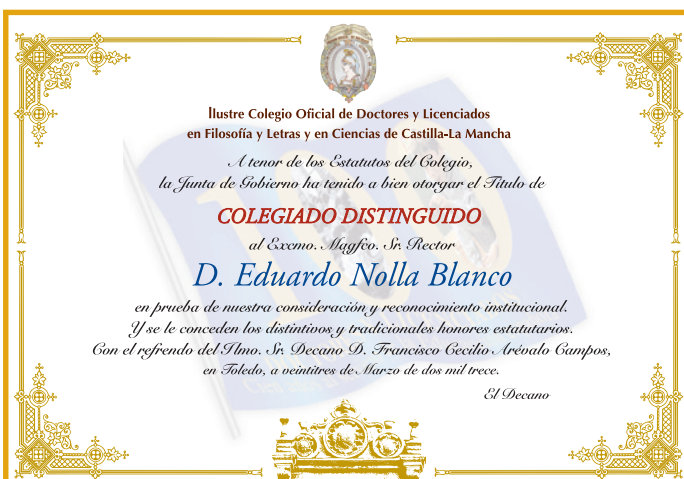 Ilustre Colegio Oficial de Doctores y Licenciados
en Filosofía y Letras y en Ciencias de Castilla-La Mancha
A tenor de los Estatutos del Colegio,
la Junta de Gobierno ha tenido a bien otorgar el Título de
COLEGIADO DISTINGUIDO
al Excmo. Magfco. Sr. Rector
D. Eduardo Nolla Blanco
en prueba de nuestra consideración y reconocimiento institucional.
Y se le conceden los distintivos y tradicionales honores estatutarios.
Con el refrendo del Ilmo. Sr. Decano D. Francisco Cecilio Arévalo Campos,
en Toledo, a veintitres de Marzo de dos mil trece.
El Decano
100